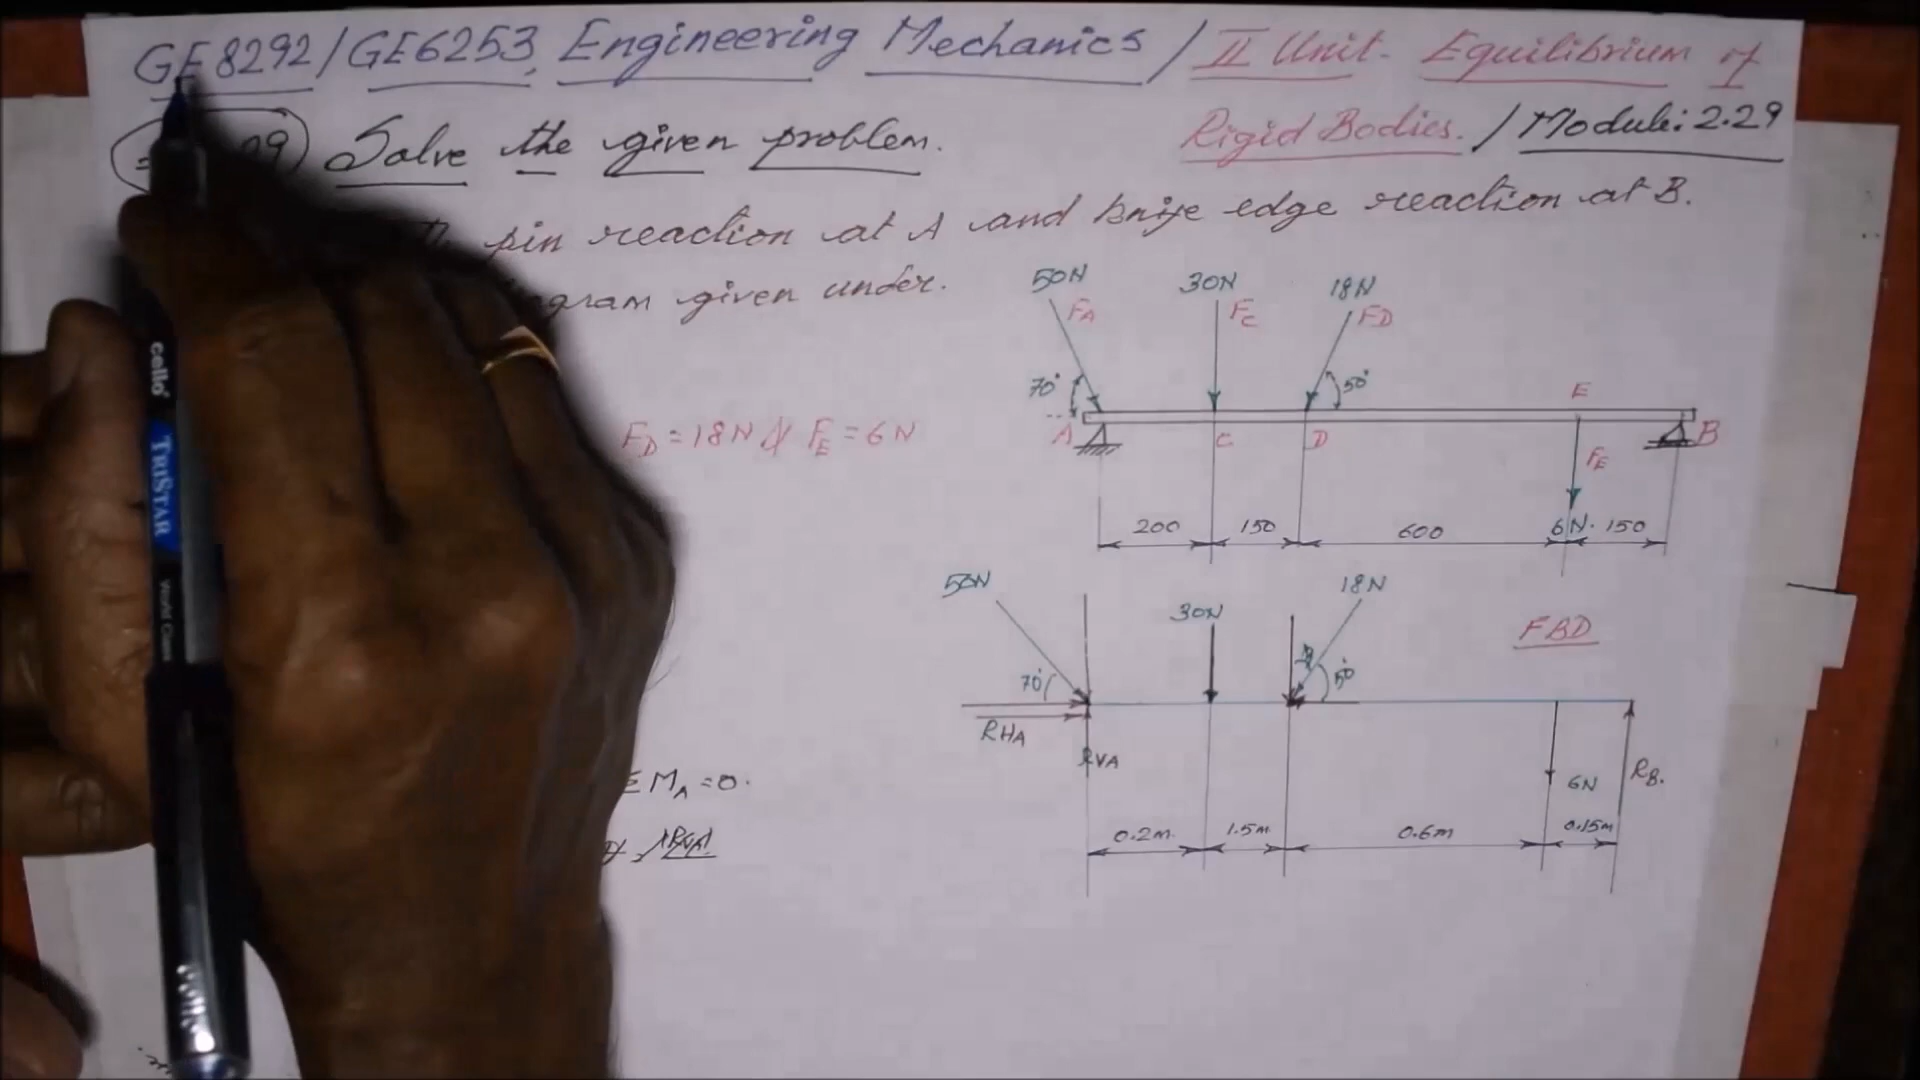 GE8292/GE6253, Engineering Mechanics / II Unit. Equilibrium of
Rigid Bodies. / Module: 2.29
Solve the given problem.
pin reaction at A and knife edge reaction at B.
given under.
50N 30N 18N
FA FC FD
70° 50°
FD = 18N & FE = 6N
A C D E B
FE
200 150 600 6N. 150
50N 30N 18N
FBD
70° 50°
RHA
RVA
6N RB.
ΣMA = 0.
0.2m. 1.5m 0.6m 0.15m
cello
TRISTAR
World Class
cello